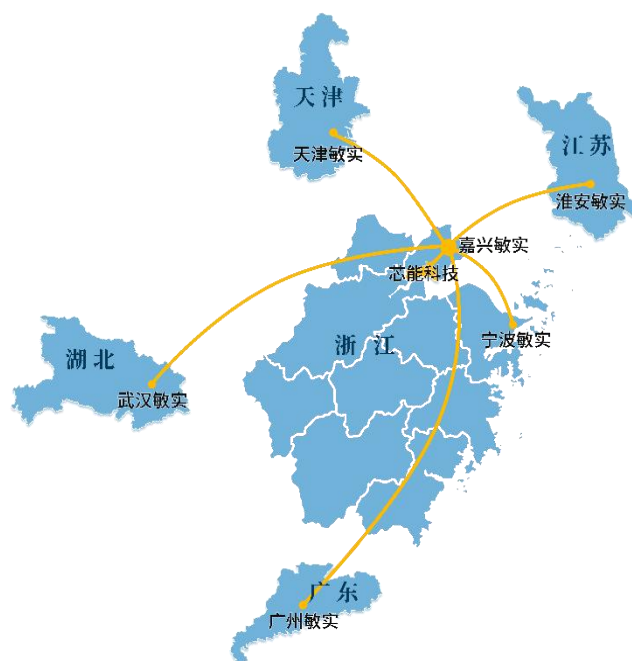 天津
天津敏实
江苏
淮安敏实
嘉兴敏实
芯能科技
浙江
宁波敏实
湖北
武汉敏实
广东
广州敏实